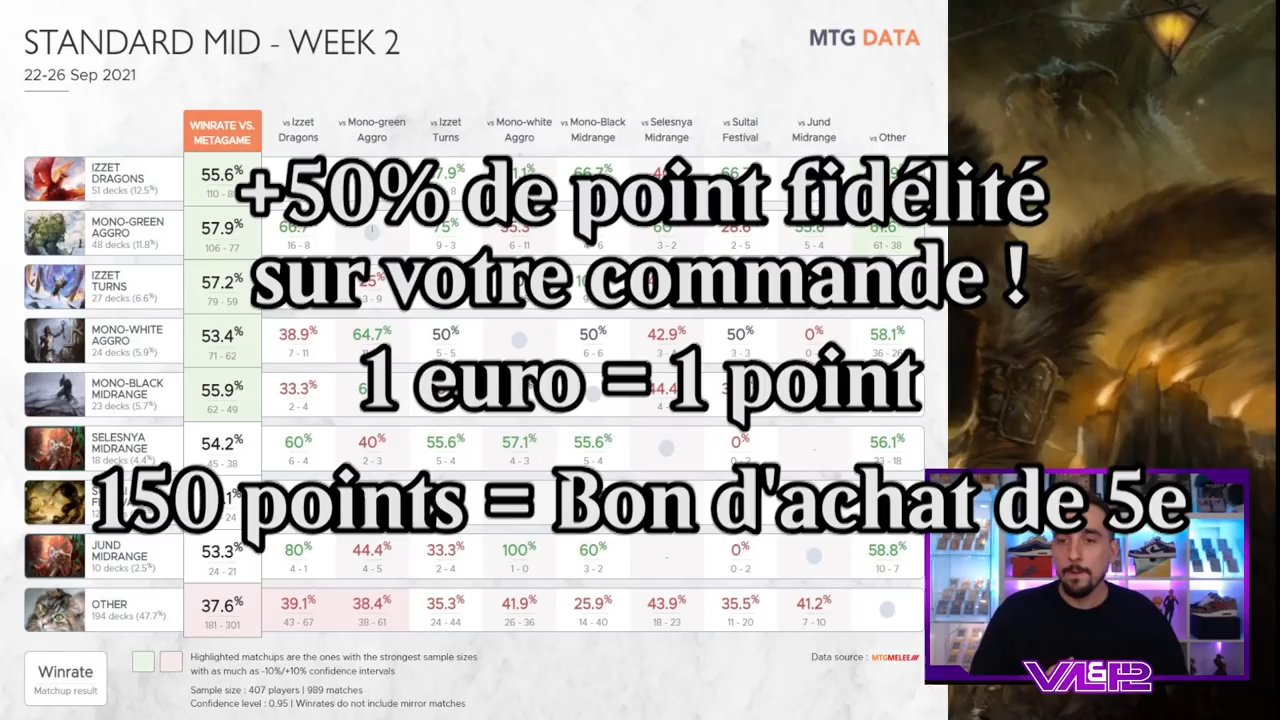 STANDARD MID - WEEK 2
MTG DATA
22-26 Sep 2021
WINRATE VS. METAGAME
vs Izzet Dragons
vs Mono-green Aggro
vs Izzet Turns
vs Mono-white Aggro
vs Mono-Black Midrange
vs Selesnya Midrange
vs Sultai Festival
vs Jund Midrange
vs Other
+50% de point fidélité
sur votre commande !
1 euro = 1 point
150 points = Bon d'achat de 5e
IZZET DRAGONS
51 decks (12.5%)
55.6%
MONO-GREEN AGGRO
48 decks (11.8%)
57.9%
106 - 77
16 - 8
9 - 3
6 - 11
3 - 2
2 - 5
5 - 4
61 - 38
IZZET TURNS
27 decks (6.6%)
57.2%
79 - 59
MONO-WHITE AGGRO
24 decks (5.9%)
53.4% 38.9% 64.7% 50% 50% 42.9% 50% 0% 58.1%
71 - 62
7 - 11
MONO-BLACK MIDRANGE
23 decks (5.7%)
55.9% 33.3%
62 - 49
2 - 4
SELESNYA MIDRANGE
18 decks (4.4%)
54.2% 60% 40% 55.6% 57.1% 55.6% 0% - 56.1%
45 - 38
6 - 4
2 - 3
5 - 4
4 - 3
5 - 4
JUND MIDRANGE
10 decks (2.5%)
53.3% 80% 44.4% 33.3% 100% 60% - 0% 58.8%
24 - 21
4 - 1
4 - 5
2 - 4
1 - 0
3 - 2
0 - 2
10 - 7
OTHER
194 decks (47.7%)
37.6% 39.1% 38.4% 35.3% 41.9% 25.9% 43.9% 35.5% 41.2%
181 - 301
43 - 67
38 - 61
24 - 44
26 - 36
14 - 40
18 - 23
11 - 20
7 - 10
Winrate
Matchup result
Highlighted matchups are the ones with the strongest sample sizes
with as much as -10%/+10% confidence intervals
Sample size : 407 players | 989 matches
Confidence level : 0.95 | Winrates do not include mirror matches
Data source : MTGMELEE